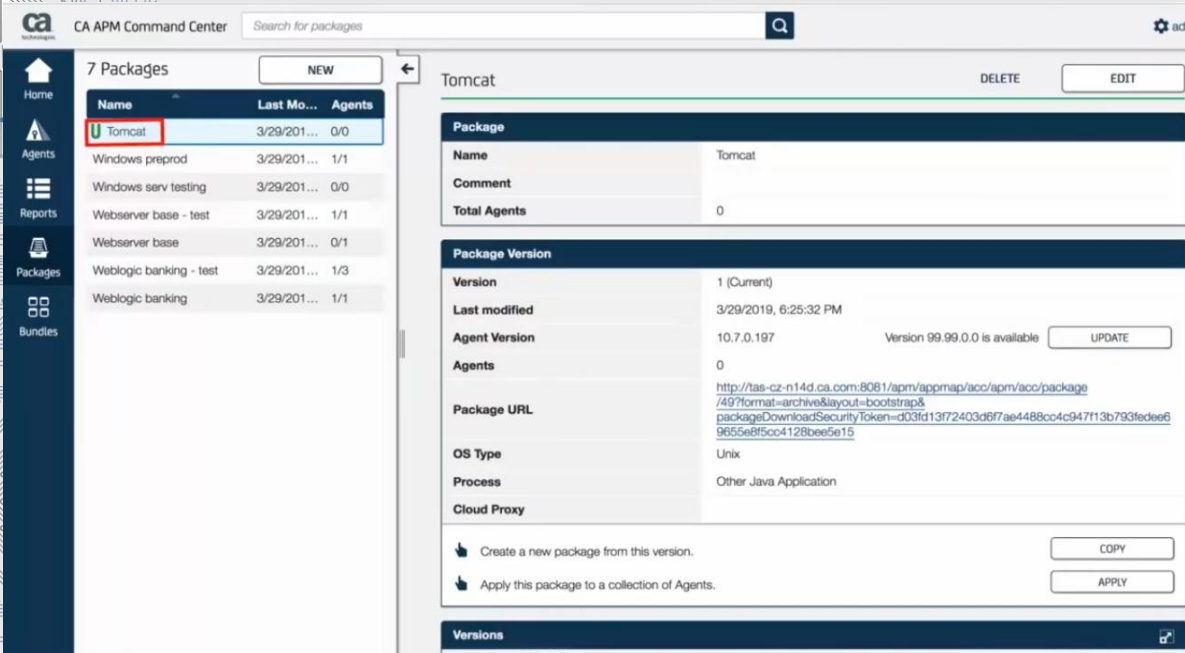 ca
technologies
CA APM Command Center
Search for packages
ad
Home
Agents
Reports
Packages
Bundles
7 Packages
NEW
Name Last Mo... Agents
U Tomcat 3/29/201... 0/0
Windows preprod 3/29/201... 1/1
Windows serv testing 3/29/201... 0/0
Webserver base - test 3/29/201... 1/1
Webserver base 3/29/201... 0/1
Weblogic banking - test 3/29/201... 1/3
Weblogic banking 3/29/201... 1/1
Tomcat
DELETE
EDIT
Package
Name Tomcat
Comment
Total Agents 0
Package Version
Version 1 (Current)
Last modified 3/29/2019, 6:25:32 PM
Agent Version 10.7.0.197 Version 99.99.0.0 is available UPDATE
Agents 0
Package URL
http://tas-cz-n14d.ca.com:8081/apm/appmap/acc/apm/acc/package
/49?format=archive&layout=bootstrap&
packageDownloadSecurityToken=d03fd13f72403d6f7ae4488cc4c947f13b793fedee6
9655e8f5cc4128bee5e15
OS Type Unix
Process Other Java Application
Cloud Proxy
Create a new package from this version. COPY
Apply this package to a collection of Agents. APPLY
Versions